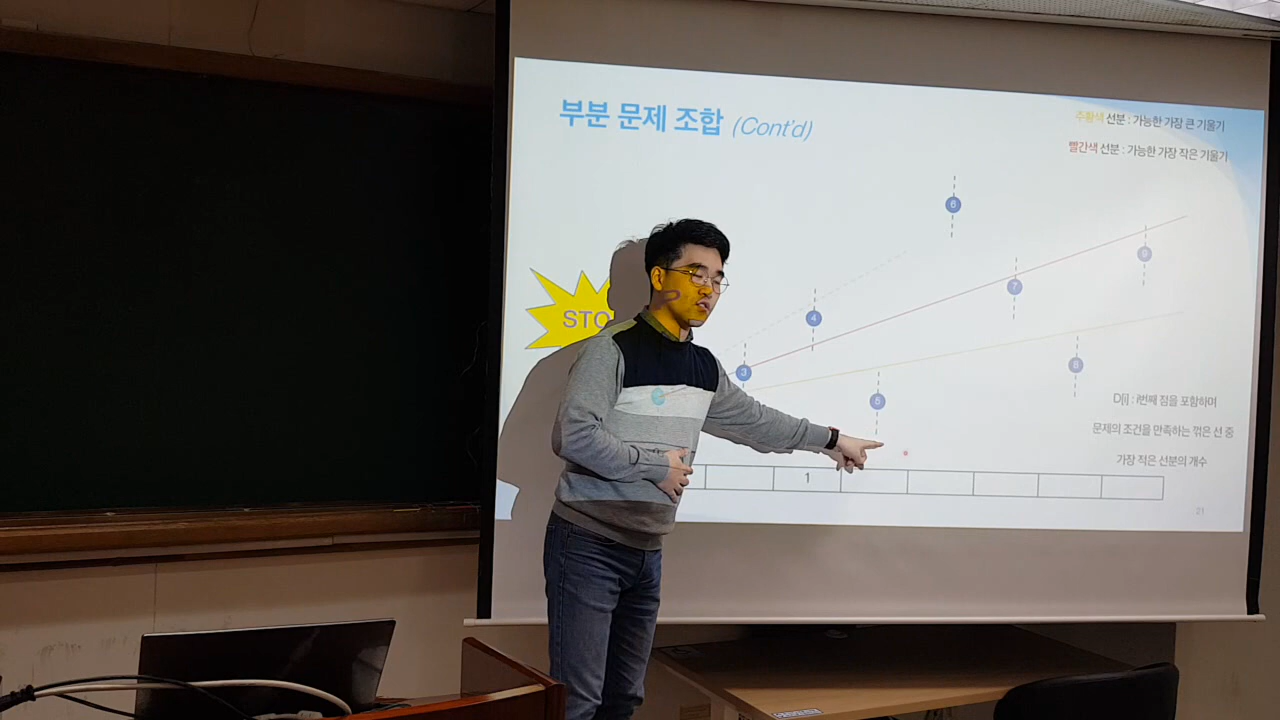 부분 문제 조합 (Cont'd)
주황색 선분 : 가능한 가장 큰 기울기
빨간색 선분 : 가능한 가장 작은 기울기
6
9
7
STO
4
3
8
5
D[i] : i번째 점을 포함하며
문제의 조건을 만족하는 꺾은 선 중
가장 적은 선분의 개수
1
21